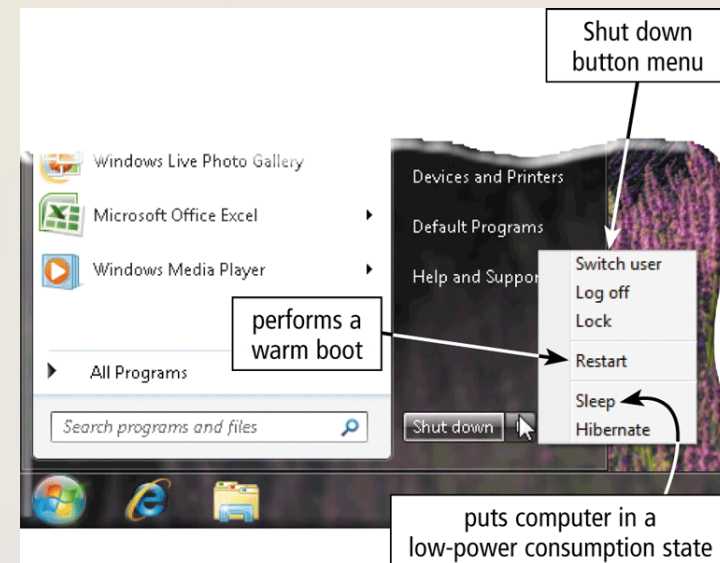 Shut down
button menu
Windows Live Photo Gallery
Microsoft Office Excel
Windows Media Player
All Programs
Search programs and files
Devices and Printers
Default Programs
Help and Suppor
Shut down
Switch user
Log off
Lock
Restart
Sleep
Hibernate
performs a
warm boot
puts computer in a
low-power consumption state